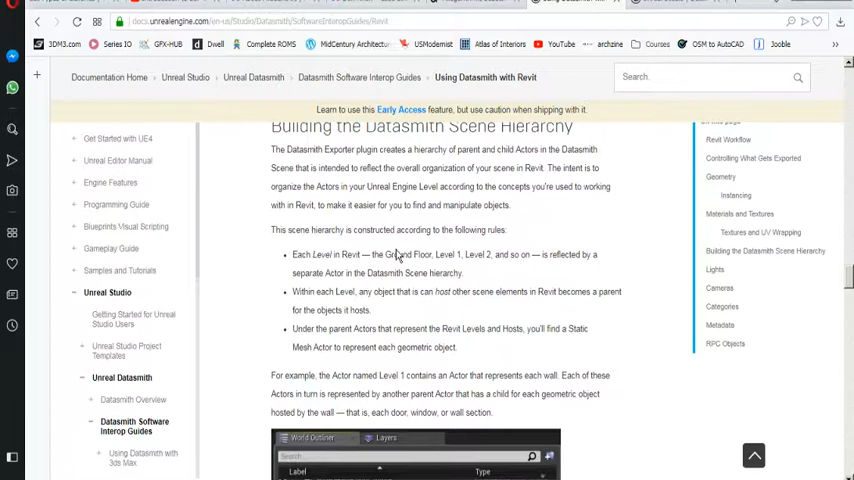 docs.unrealengine.com/en-us/Studio/Datasmith/SoftwareInteropGuides/Revit
3DM3.com
Series IO
GFX-HUB
Deathly
Complete ROMS
MidCentury Architectur
USModernist
Atlas of Interiors
YouTube
archzine
Courses
OSM to AutoCAD
Jooble
Documentation Home > Unreal Studio > Unreal Datasmith > Datasmith Software Interop Guides > Using Datasmith with Revit
Search.
Learn to use this Early Access feature, but use caution when shipping with it.
Get Started with UE4
Unreal Editor Manual
Engine Features
Programming Guide
Blueprints Visual Scripting
Gameplay Guide
Samples and Tutorials
Unreal Studio
Getting Started for Unreal
Studio Users
Unreal Studio Project
Templates
Unreal Datasmith
Datasmith Overview
Datasmith Software
Interop Guides
Using Datasmith with
3ds Max
Building the Datasmith Scene Hierarchy
The Datasmith Exporter plugin creates a hierarchy of parent and child Actors in the Datasmith
Scene that is intended to reflect the overall organization of your scene in Revit. The intent is to
organize the Actors in your Unreal Engine Level according to the concepts you're used to working
with in Revit, to make it easier for you to find and manipulate objects.
This scene hierarchy is constructed according to the following rules:
Each Level in Revit — the Ground Floor, Level 1, Level 2, and so on — is reflected by a
separate Actor in the Datasmith Scene hierarchy.
Within each Level, any object that can host other scene elements in Revit becomes a parent
for the objects it hosts.
Under the parent Actors that represent the Revit Levels and Hosts, you'll find a Static
Mesh Actor to represent each geometric object.
For example, the Actor named Level 1 contains an Actor that represents each wall. Each of these
Actors in turn is represented by another parent Actor that has a child for each geometric object
hosted by the wall — that is, each door, window, or wall section.
World Outliner
Layers
Search...
Label
Type
Revit Workflow
Controlling What Gets Exported
Geometry
Instancing
Materials and Textures
Textures and UV Wrapping
Building the Datasmith Scene Hierarchy
Lights
Cameras
Categories
Metadata
RPC Objects